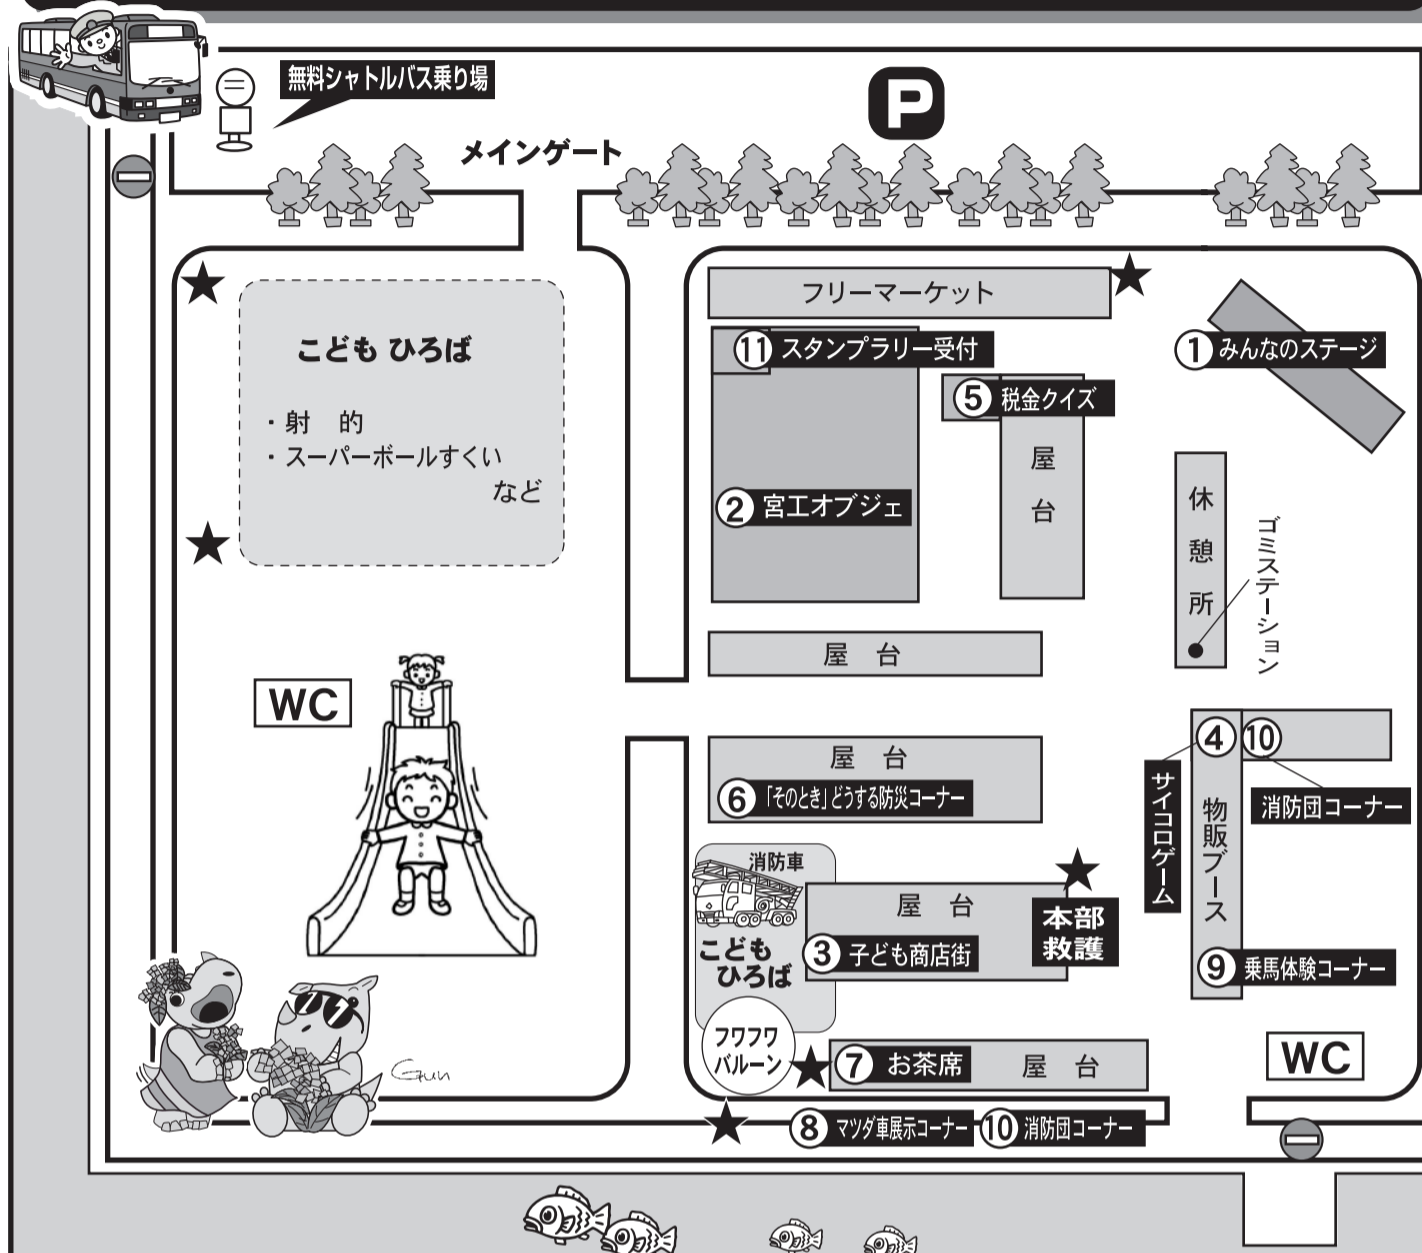 無料シャトルバス乗り場
P
メインゲート
フリーマーケット
こども ひろば
・射 的
・スーパーボールすくい
など
⑪ スタンプラリー受付
① みんなのステージ
⑤ 税金クイズ
屋台
② 宮工オブジェ
休憩所
ゴミステーション
屋 台
WC
屋 台
⑥ 「そのとき」どうする防災コーナー
④
⑩
サイコロゲーム
物販ブース
消防団コーナー
消防車
こども
ひろば
屋 台
③ 子ども商店街
本部
救護
⑨ 乗馬体験コーナー
フワフワ
バルーン
⑦ お茶席
屋 台
WC
Gun
⑧ マツダ車展示コーナー
⑩ 消防団コーナー